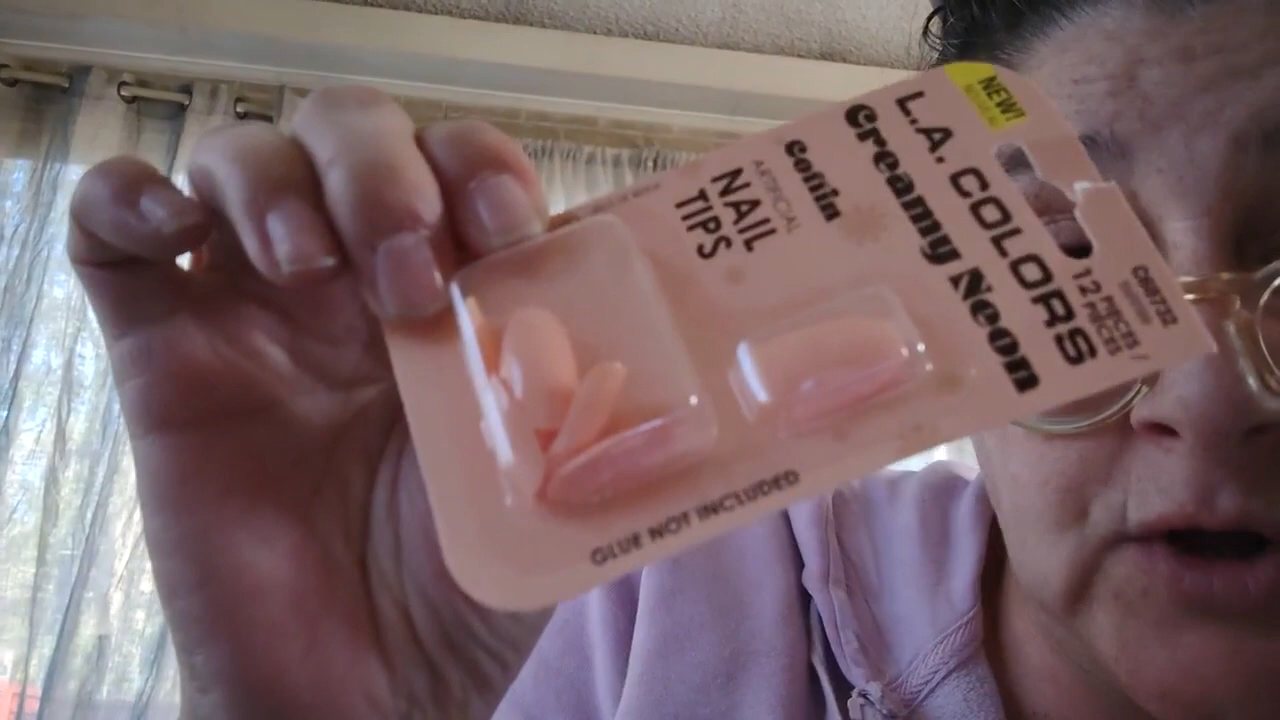 NEW!
L.A. COLORS
Creamy Neon
coffin
ARTIFICIAL
NAIL
TIPS
12 PIECES /
GLUE NOT INCLUDED